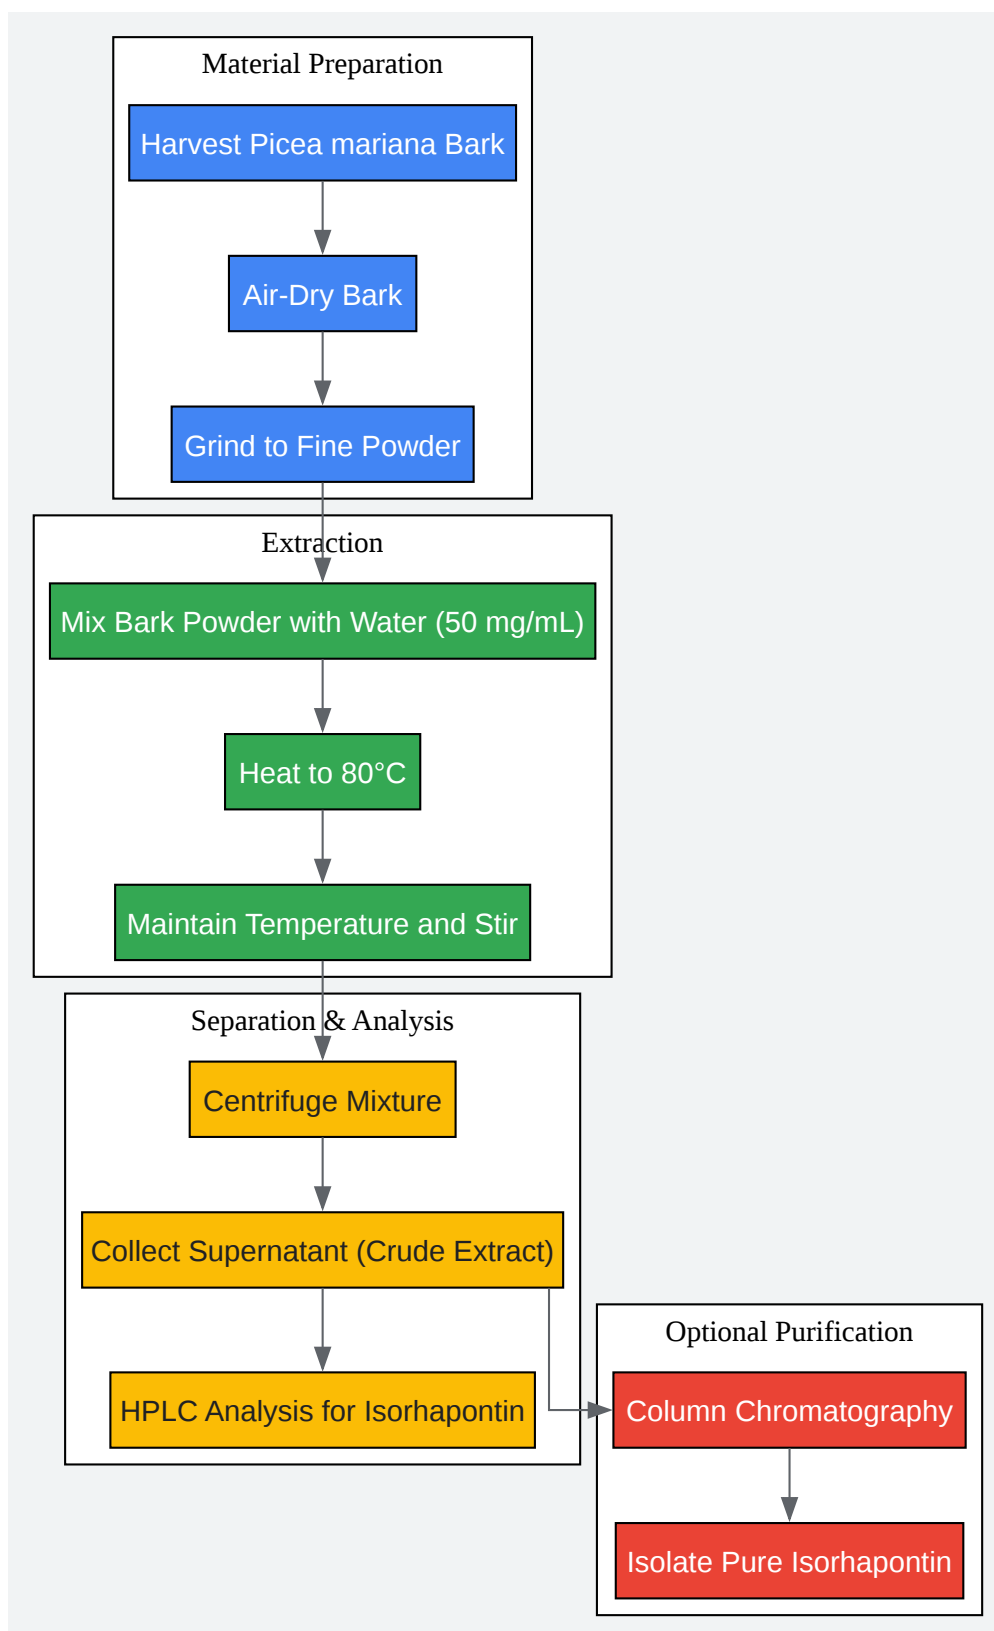 Material Preparation
Harvest Picea mariana Bark
Air-Dry Bark
Grind to Fine Powder
Extraction
Mix Bark Powder with Water (50 mg/mL)
Heat to 80°C
Maintain Temperature and Stir
Separation & Analysis
Centrifuge Mixture
Collect Supernatant (Crude Extract)
HPLC Analysis for Isorhapontin
Optional Purification
Column Chromatography
Isolate Pure Isorhapontin